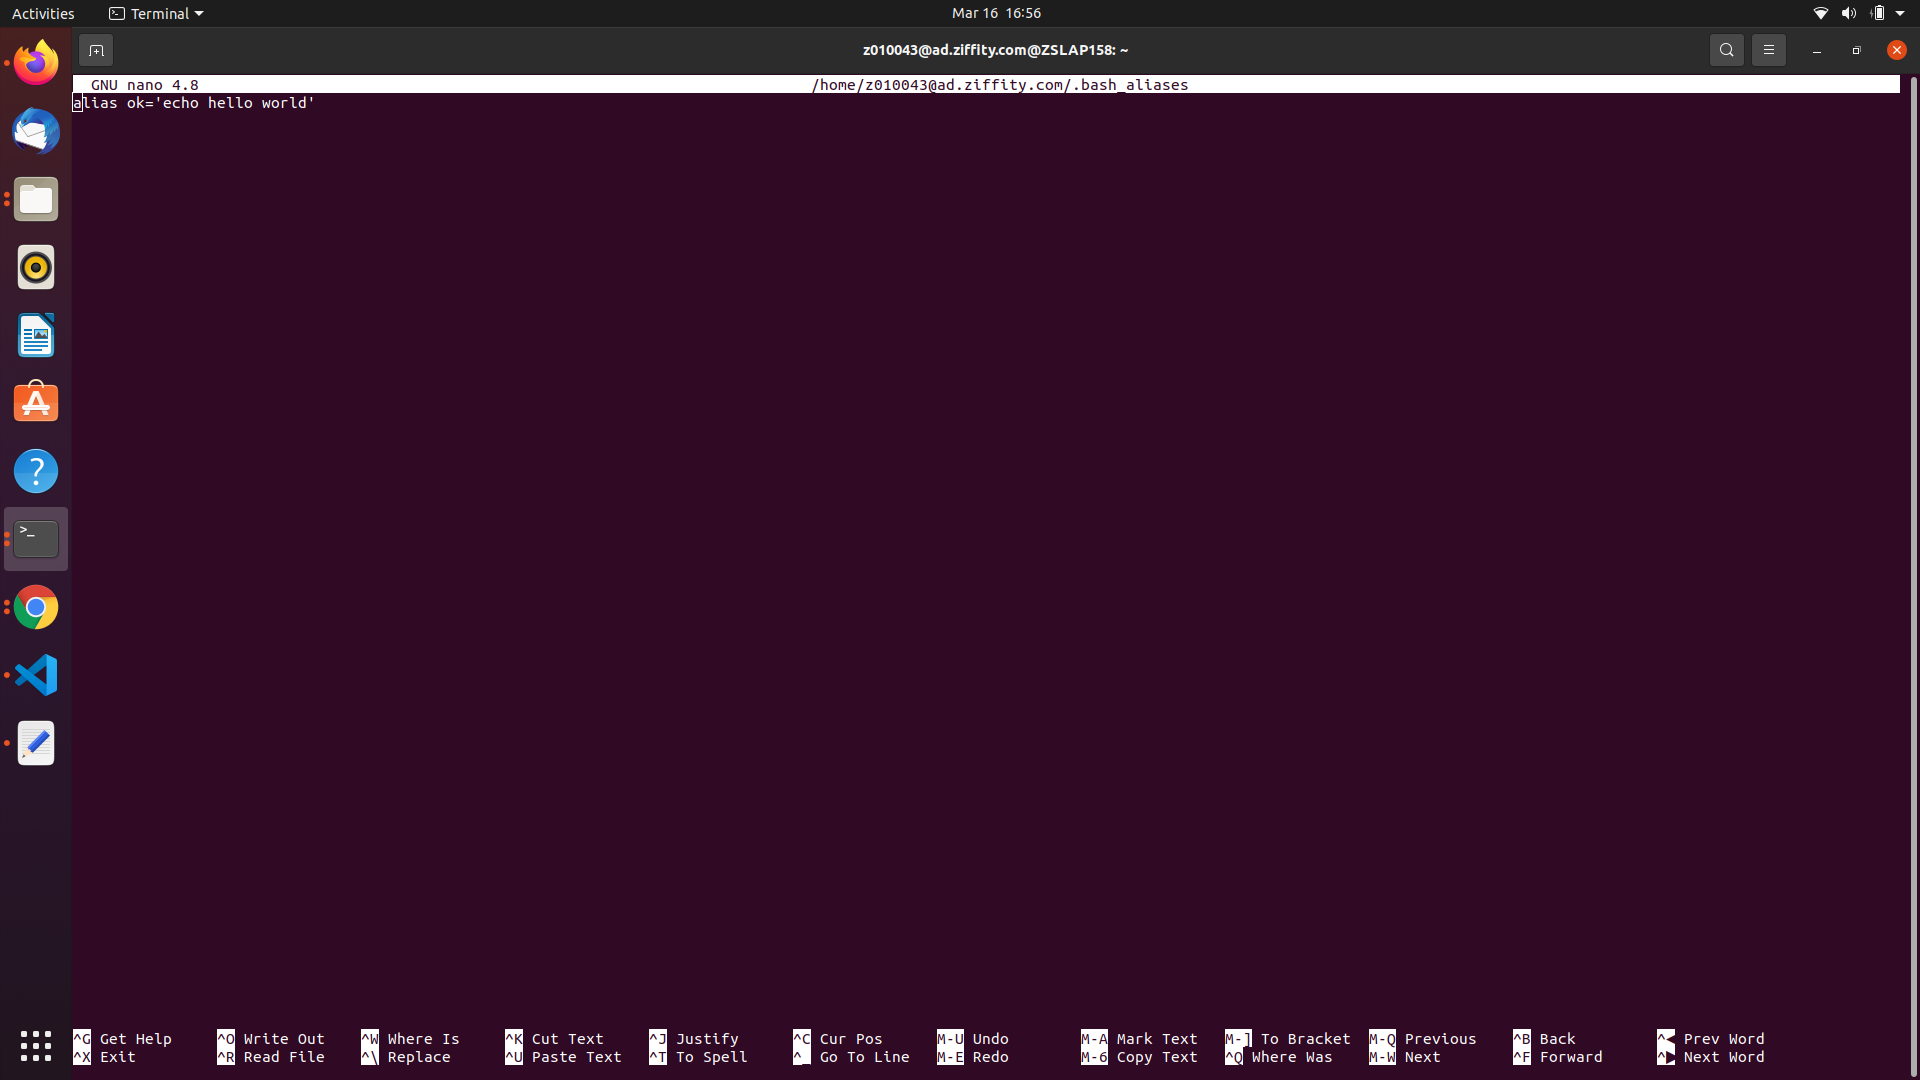 Activities Terminal Mar 16 16:56
z010043@ad.ziffity.com@ZSLAP158: ~
GNU nano 4.8 /home/z010043@ad.ziffity.com/.bash_aliases
alias ok='echo hello world'
^G Get Help ^O Write Out ^W Where Is ^K Cut Text ^J Justify ^C Cur Pos M-U Undo M-A Mark Text M-] To Bracket M-Q Previous ^B Back ^◀ Prev Word
^X Exit ^R Read File ^\ Replace ^U Paste Text ^T To Spell ^_ Go To Line M-E Redo M-6 Copy Text ^Q Where Was M-W Next ^F Forward ^▶ Next Word